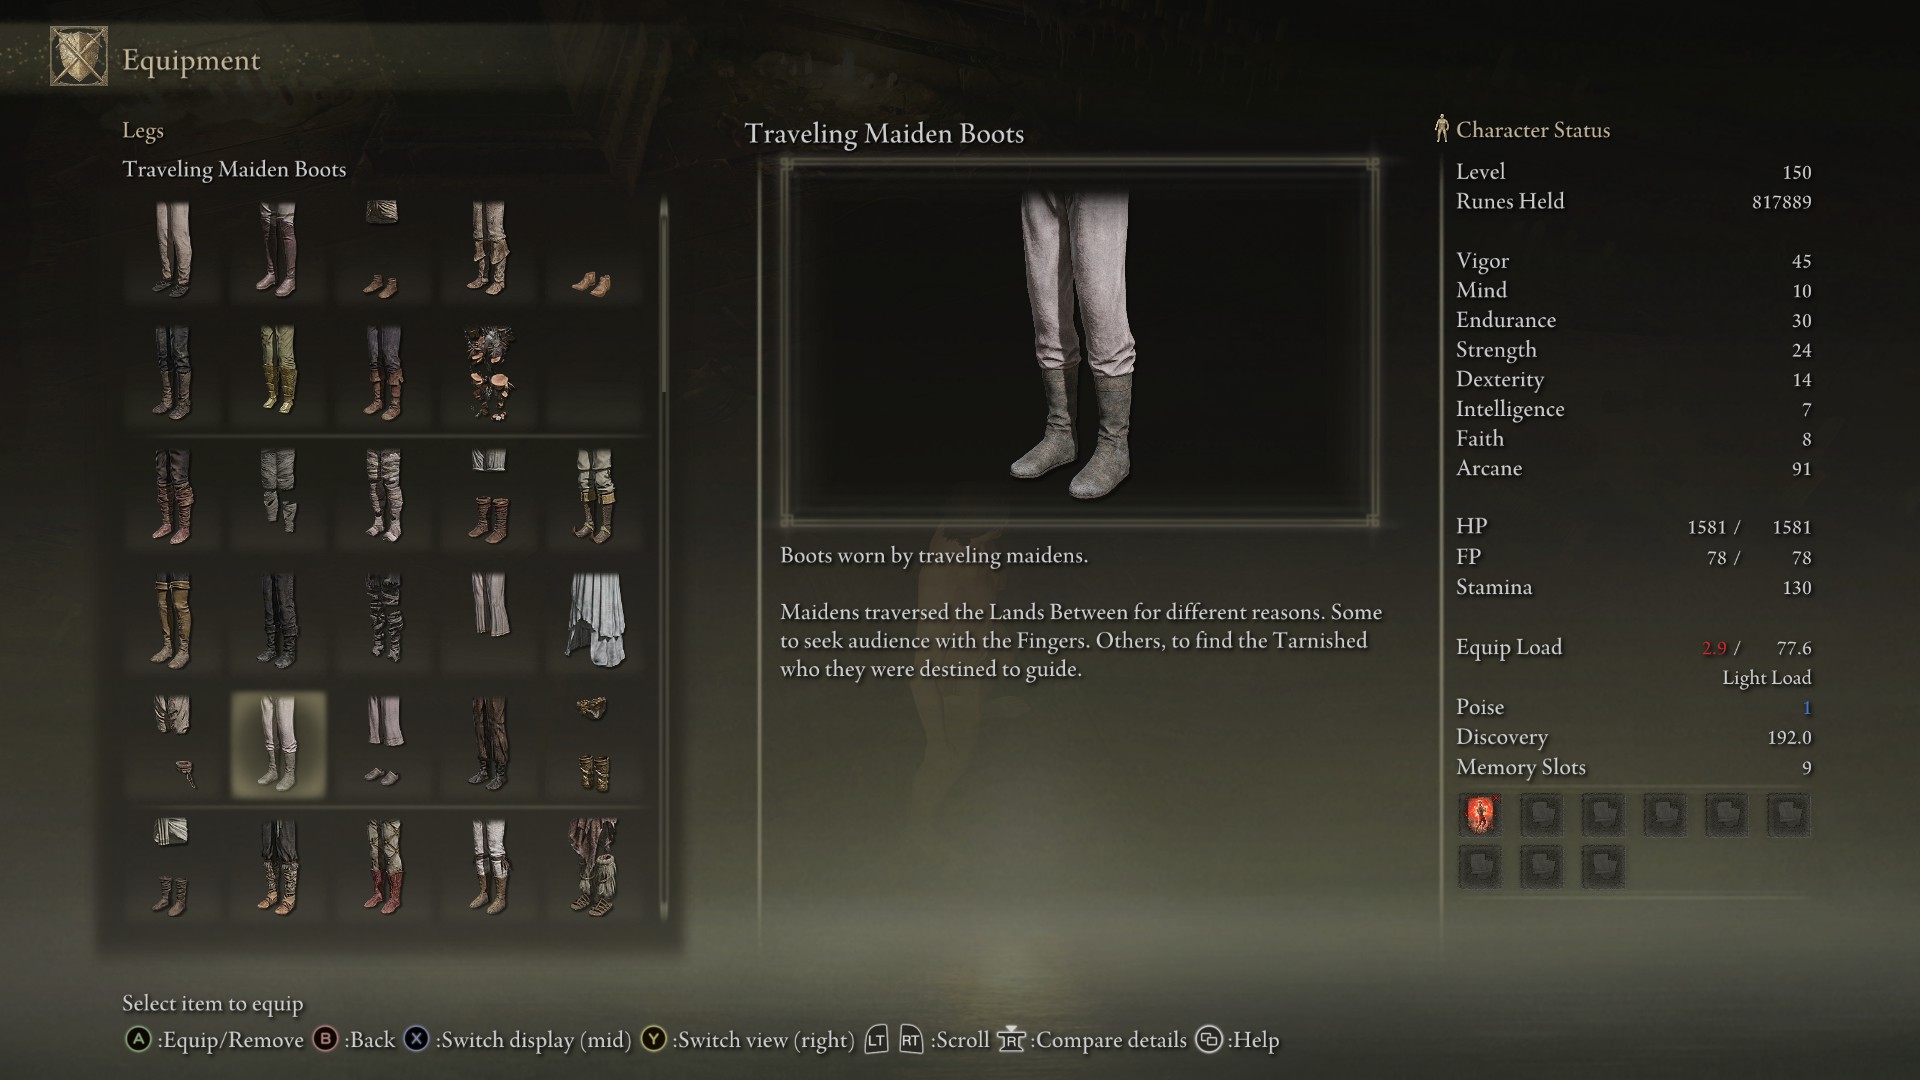 Equipment
Legs
Traveling Maiden Boots
Traveling Maiden Boots
Boots worn by traveling maidens.
Maidens traversed the Lands Between for different reasons. Some
to seek audience with the Fingers. Others, to find the Tarnished
who they were destined to guide.
Character Status
Level 150
Runes Held 817889
Vigor 45
Mind 10
Endurance 30
Strength 24
Dexterity 14
Intelligence 7
Faith 8
Arcane 91
HP 1581 / 1581
FP 78 / 78
Stamina 130
Equip Load 2.9 / 77.6
Light Load
Poise 1
Discovery 192.0
Memory Slots 9
Select item to equip
A :Equip/Remove B :Back X :Switch display (mid) Y :Switch view (right) LT RT :Scroll R :Compare details :Help